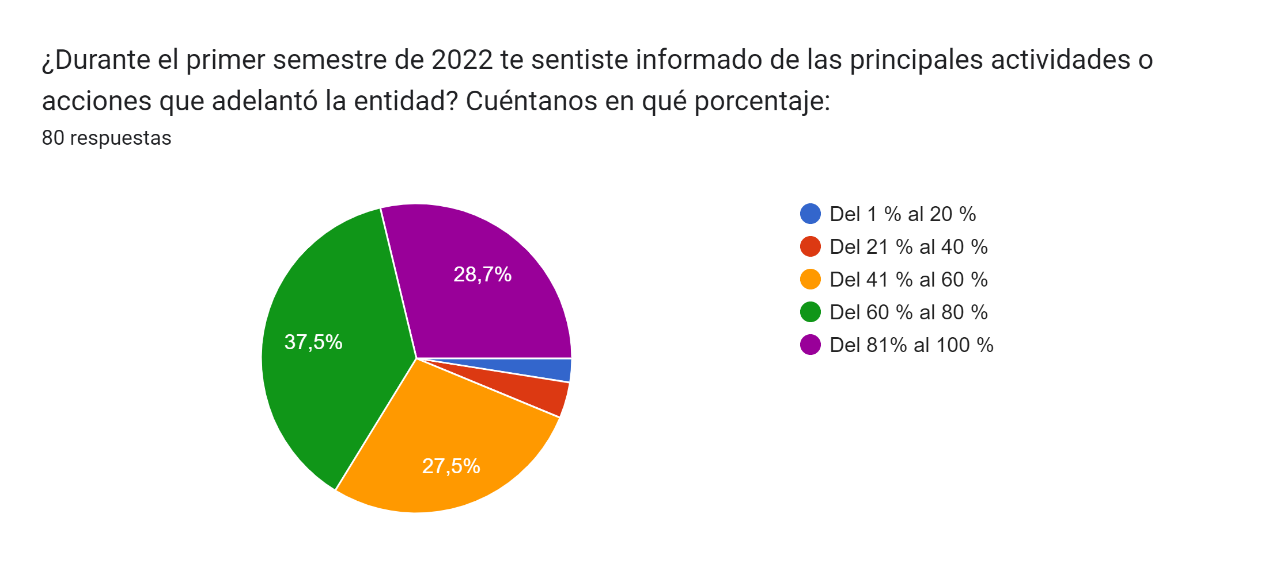 ¿Durante el primer semestre de 2022 te sentiste informado de las principales actividades o
acciones que adelantó la entidad? Cuéntanos en qué porcentaje:
80 respuestas
28,7%
37,5%
27,5%
Del 1 % al 20 %
Del 21 % al 40 %
Del 41 % al 60 %
Del 60 % al 80 %
Del 81% al 100 %